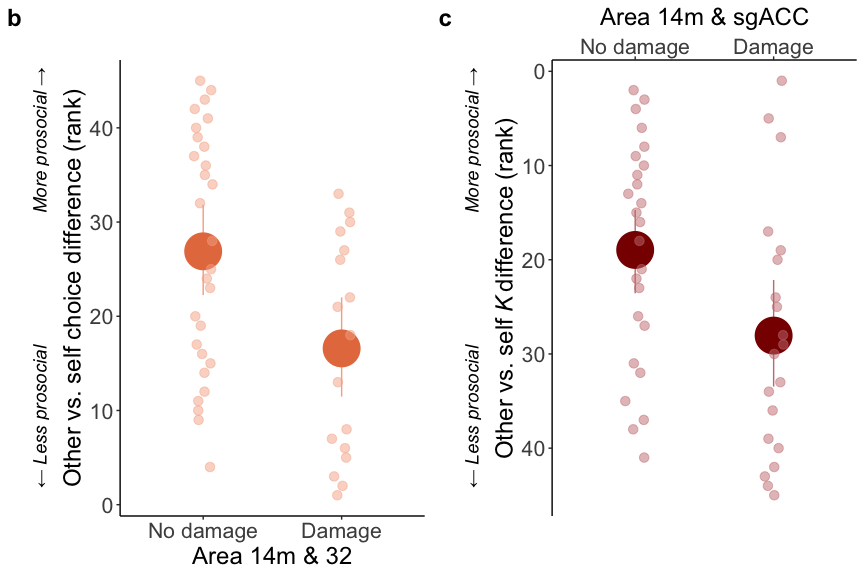 b
← Less prosocial    More prosocial →
Other vs. self choice difference (rank)
40
30
20
10
0
No damage    Damage
Area 14m & 32
c
Area 14m & sgACC
No damage    Damage
← Less prosocial    More prosocial →
Other vs. self K difference (rank)
0
10
20
30
40